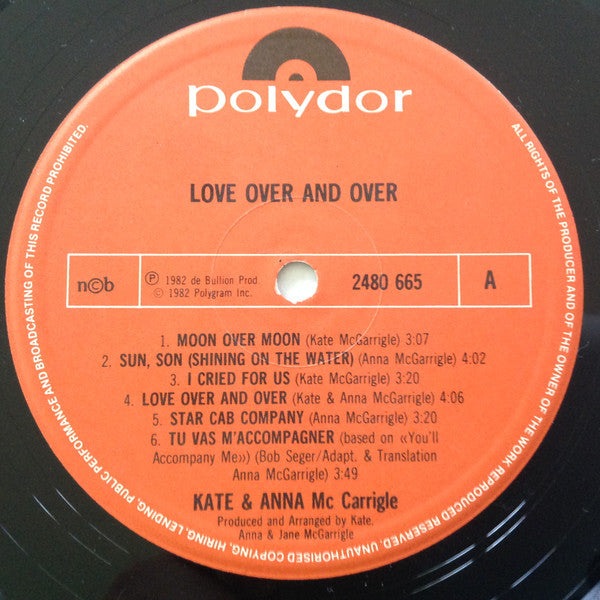 polydor
LOVE OVER AND OVER
n©b
Ⓟ 1982 de Bullion Prod.
© 1982 Polygram Inc.
2480 665
A
1. MOON OVER MOON (Kate McGarrigle) 3:07
2. SUN, SON (SHINING ON THE WATER) (Anna McGarrigle) 4:02
3. I CRIED FOR US (Kate McGarrigle) 3:20
4. LOVE OVER AND OVER (Kate & Anna McGarrigle) 4:06
5. STAR CAB COMPANY (Anna McGarrigle) 3:20
6. TU VAS M'ACCOMPAGNER (based on «You'll
Accompany Me») (Bob Seger/Adapt. & Translation
Anna McGarrigle) 3:49
KATE & ANNA Mc Carrigle
Produced and Arranged by Kate,
Anna & Jane McGarrigle
ALL RIGHTS OF THE PRODUCER AND OF THE OWNER OF THE WORK REPRODUCED RESERVED. UNAUTHORISED COPYING, HIRING, LENDING, PUBLIC PERFORMANCE AND BROADCASTING OF THIS RECORD PROHIBITED.